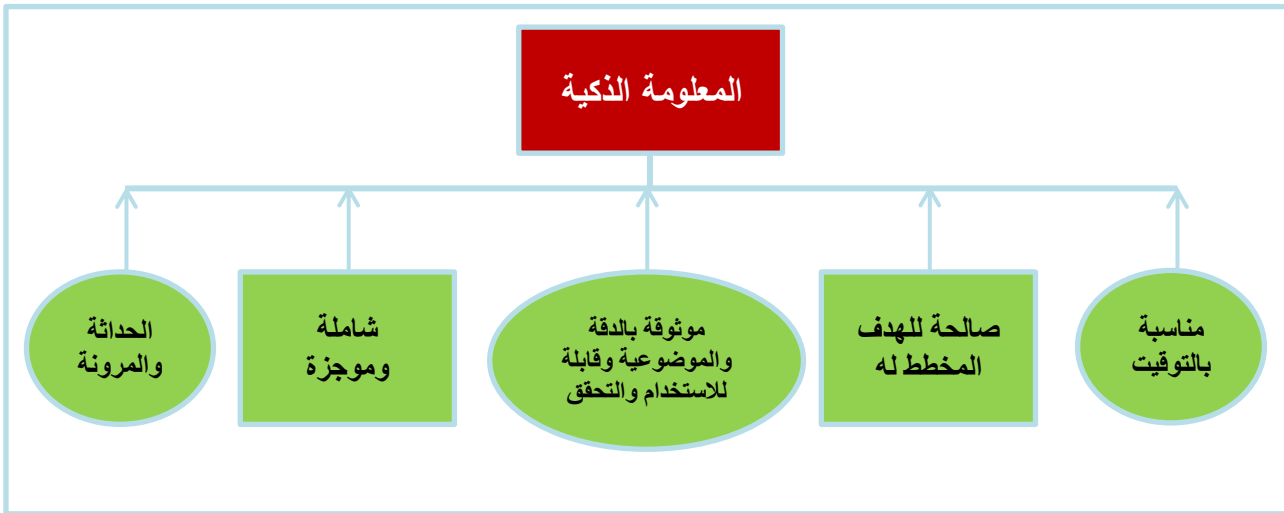 المعلومة الذكية
مناسبة
بالتوقيت
صالحة للهدف
المخطط له
موثوقة بالدقة
والموضوعية وقابلة
للاستخدام والتحقق
شاملة
وموجزة
الحداثة
والمرونة